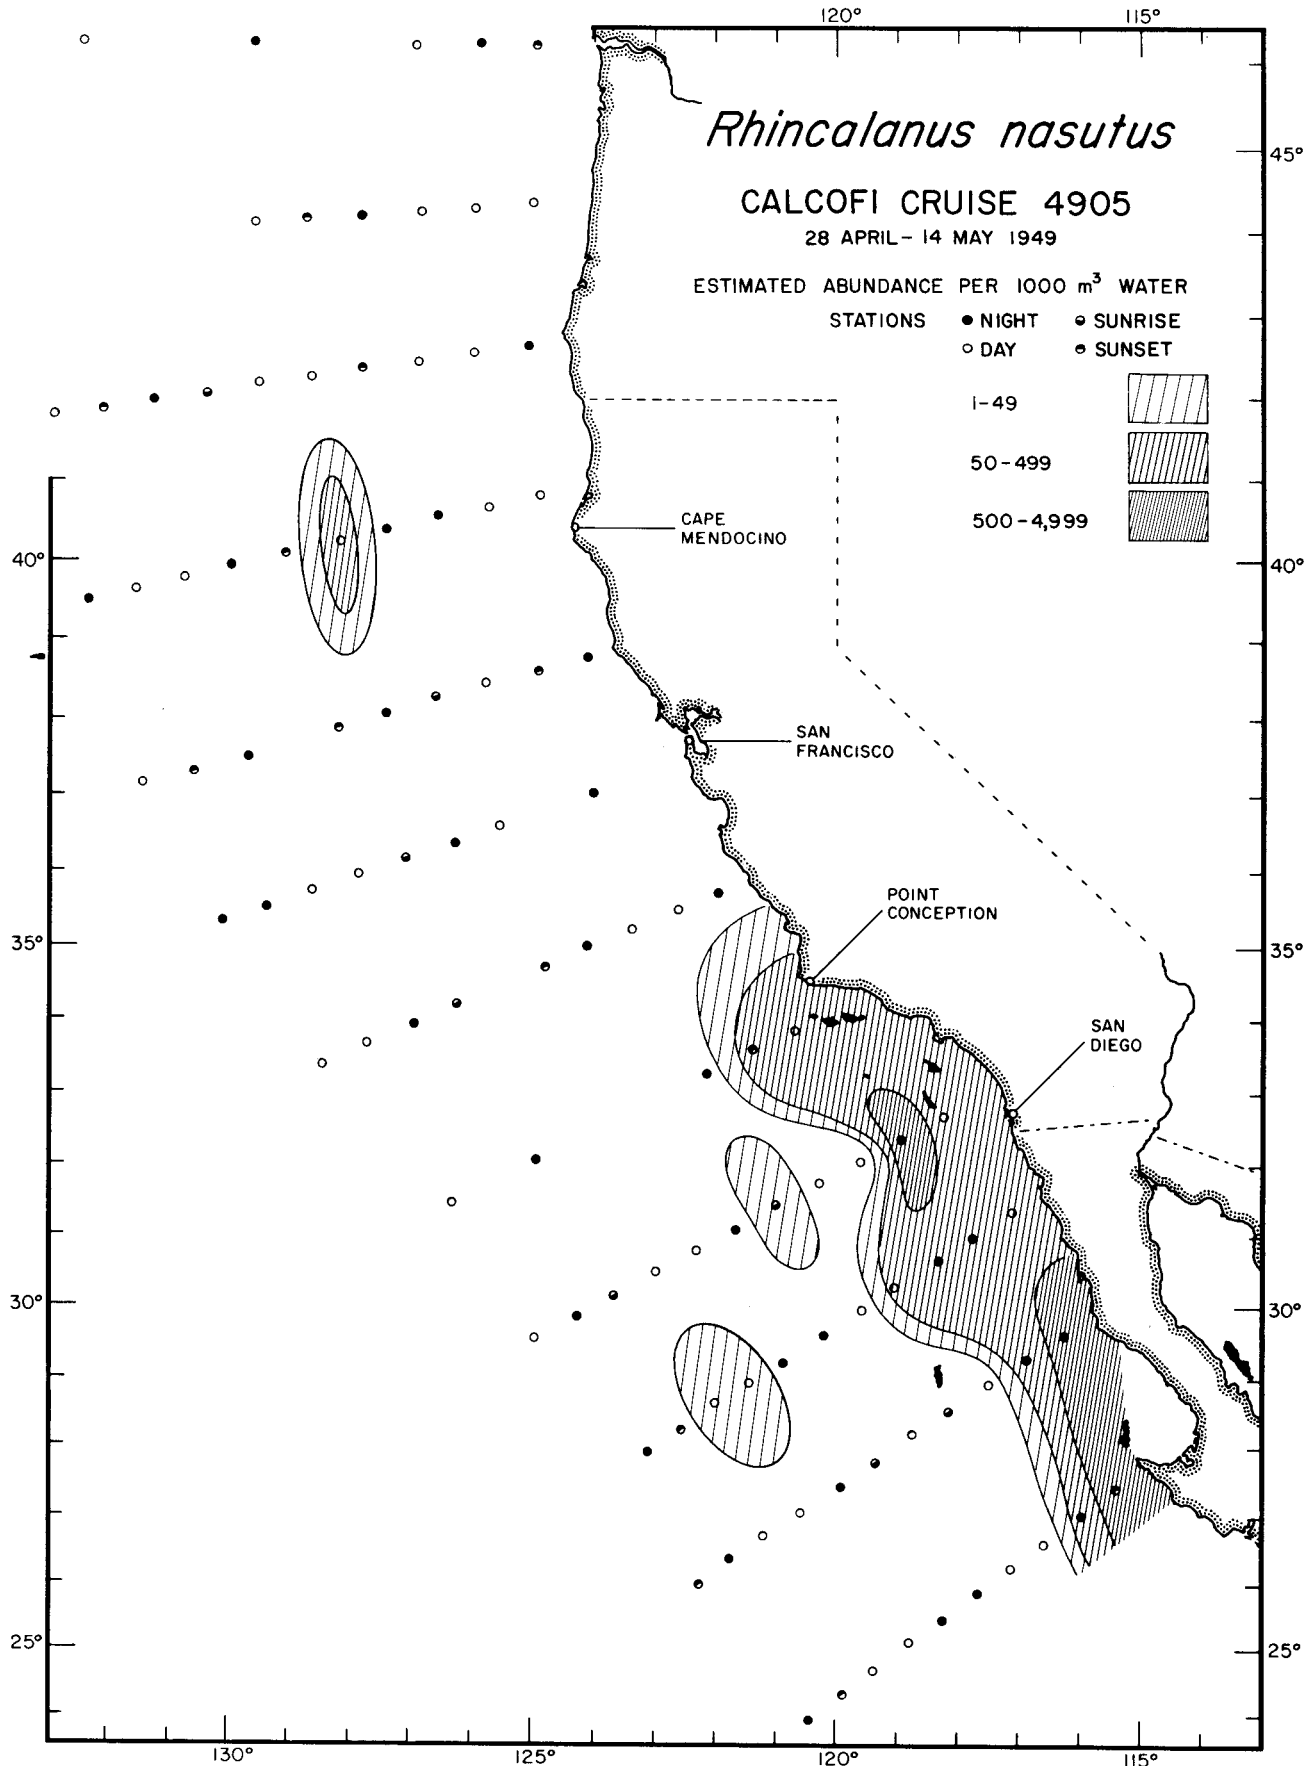 120° 115°
Rhincalanus nasutus
45°
CALCOFI CRUISE 4905
28 APRIL - 14 MAY 1949
ESTIMATED ABUNDANCE PER 1000 m³ WATER
STATIONS ● NIGHT SUNRISE
○ DAY SUNSET
1-49
50-499
500-4,999
CAPE
MENDOCINO
40° 40°
SAN
FRANCISCO
POINT
CONCEPTION
35° 35°
SAN
DIEGO
30° 30°
25° 25°
130° 125° 120° 115°